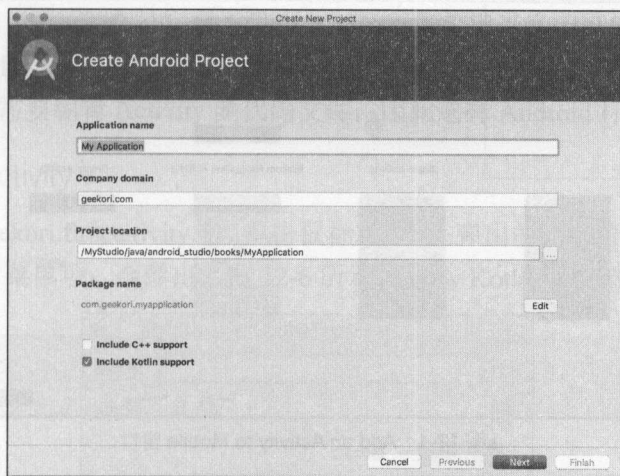 Create New Project
Create Android Project
Application name
My Application
Company domain
geekori.com
Project location
/MyStudio/java/android_studio/books/MyApplication
...
Package name
com.geekori.myapplication
Edit
Include C++ support
Include Kotlin support
Cancel
Previous
Next
Finish